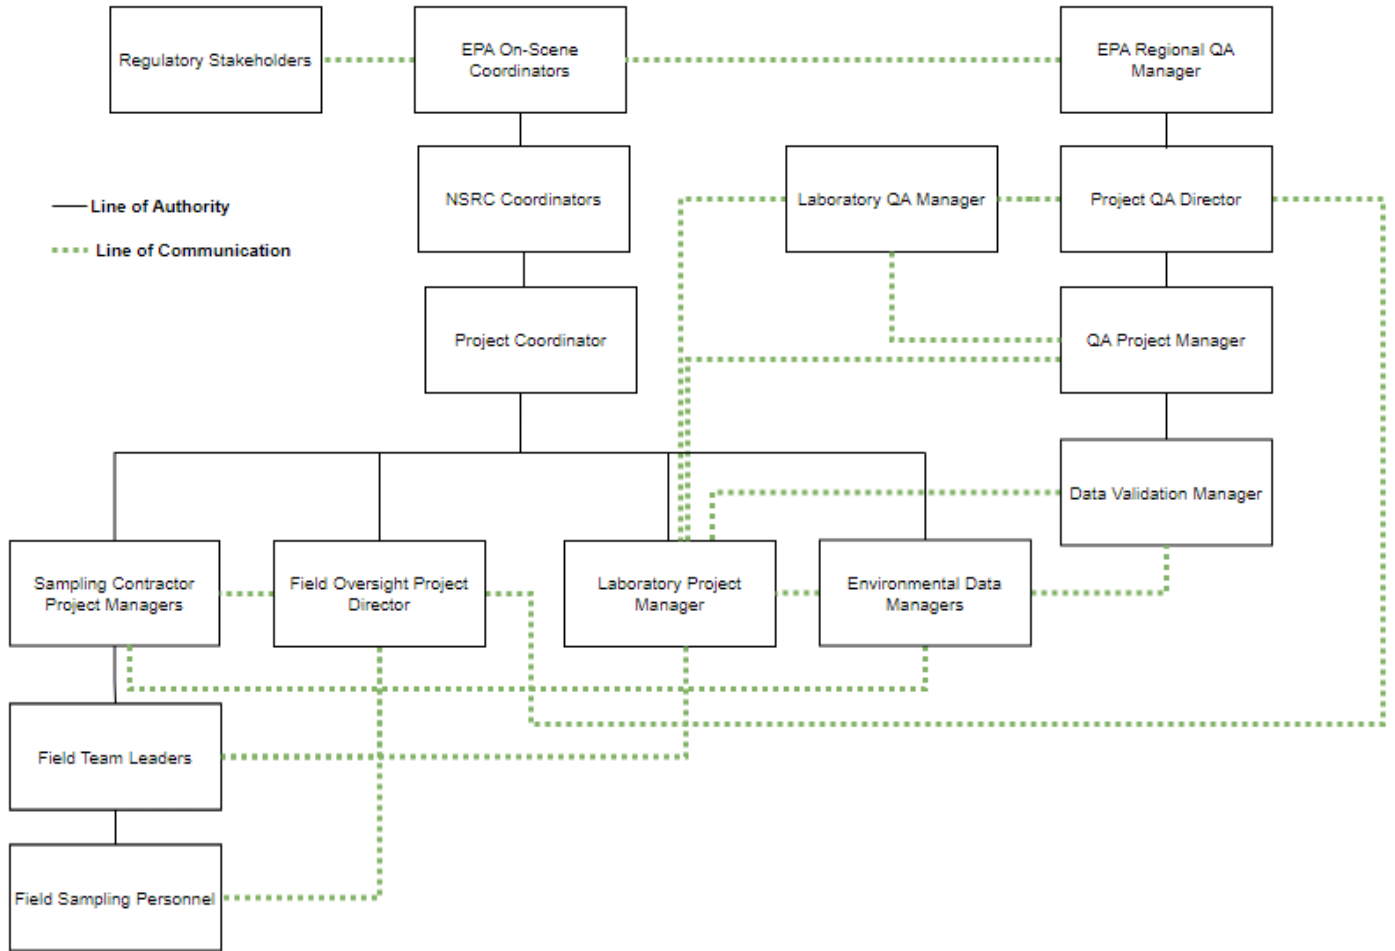 Regulatory Stakeholders
EPA On-Scene
Coordinators
EPA Regional QA
Manager
NSRC Coordinators
Laboratory QA Manager
Project QA Director
Line of Authority
Line of Communication
Project Coordinator
QA Project Manager
Data Validation Manager
Sampling Contractor
Project Managers
Field Oversight Project
Director
Laboratory Project
Manager
Environmental Data
Managers
Field Team Leaders
Field Sampling Personnel